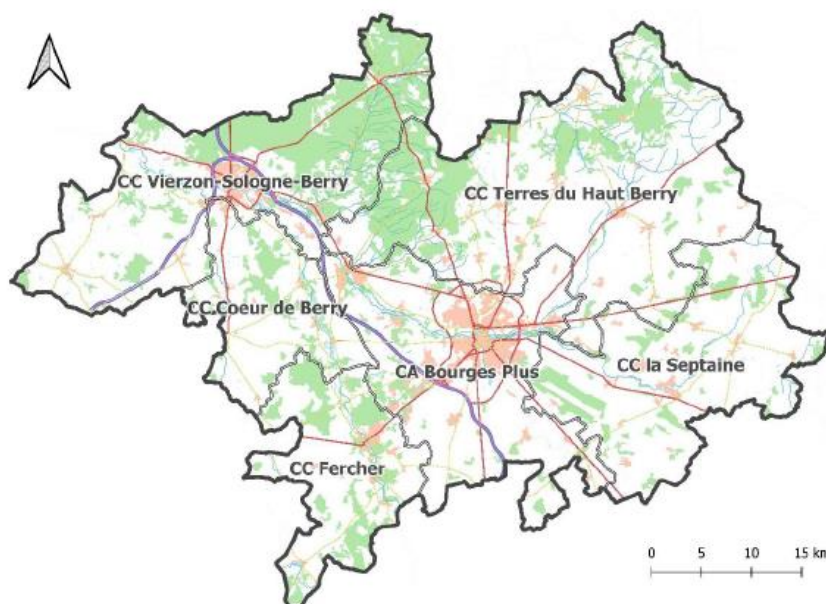 CC Vierzon-Sologne-Berry
CC Terres du Haut Berry
CC Coeur de Berry
CC la Septaine
CA Bourges Plus
CC Fercher
0 5 10 15 km